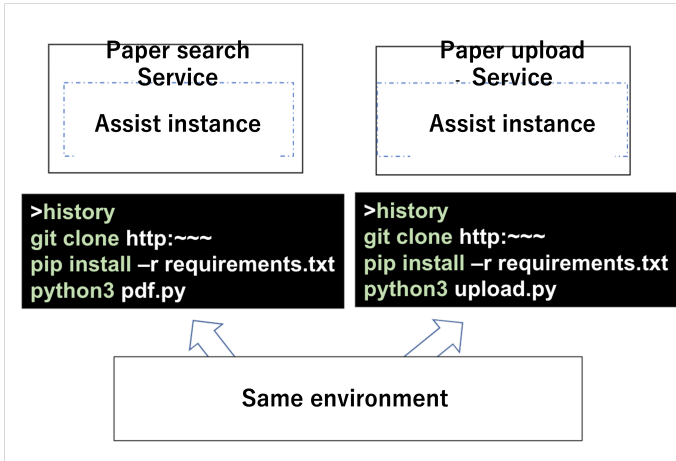 Paper search
Service
Assist instance
Paper upload
- Service
Assist instance
>history
git clone http:~~~
pip install –r requirements.txt
python3 pdf.py
>history
git clone http:~~~
pip install –r requirements.txt
python3 upload.py
Same environment